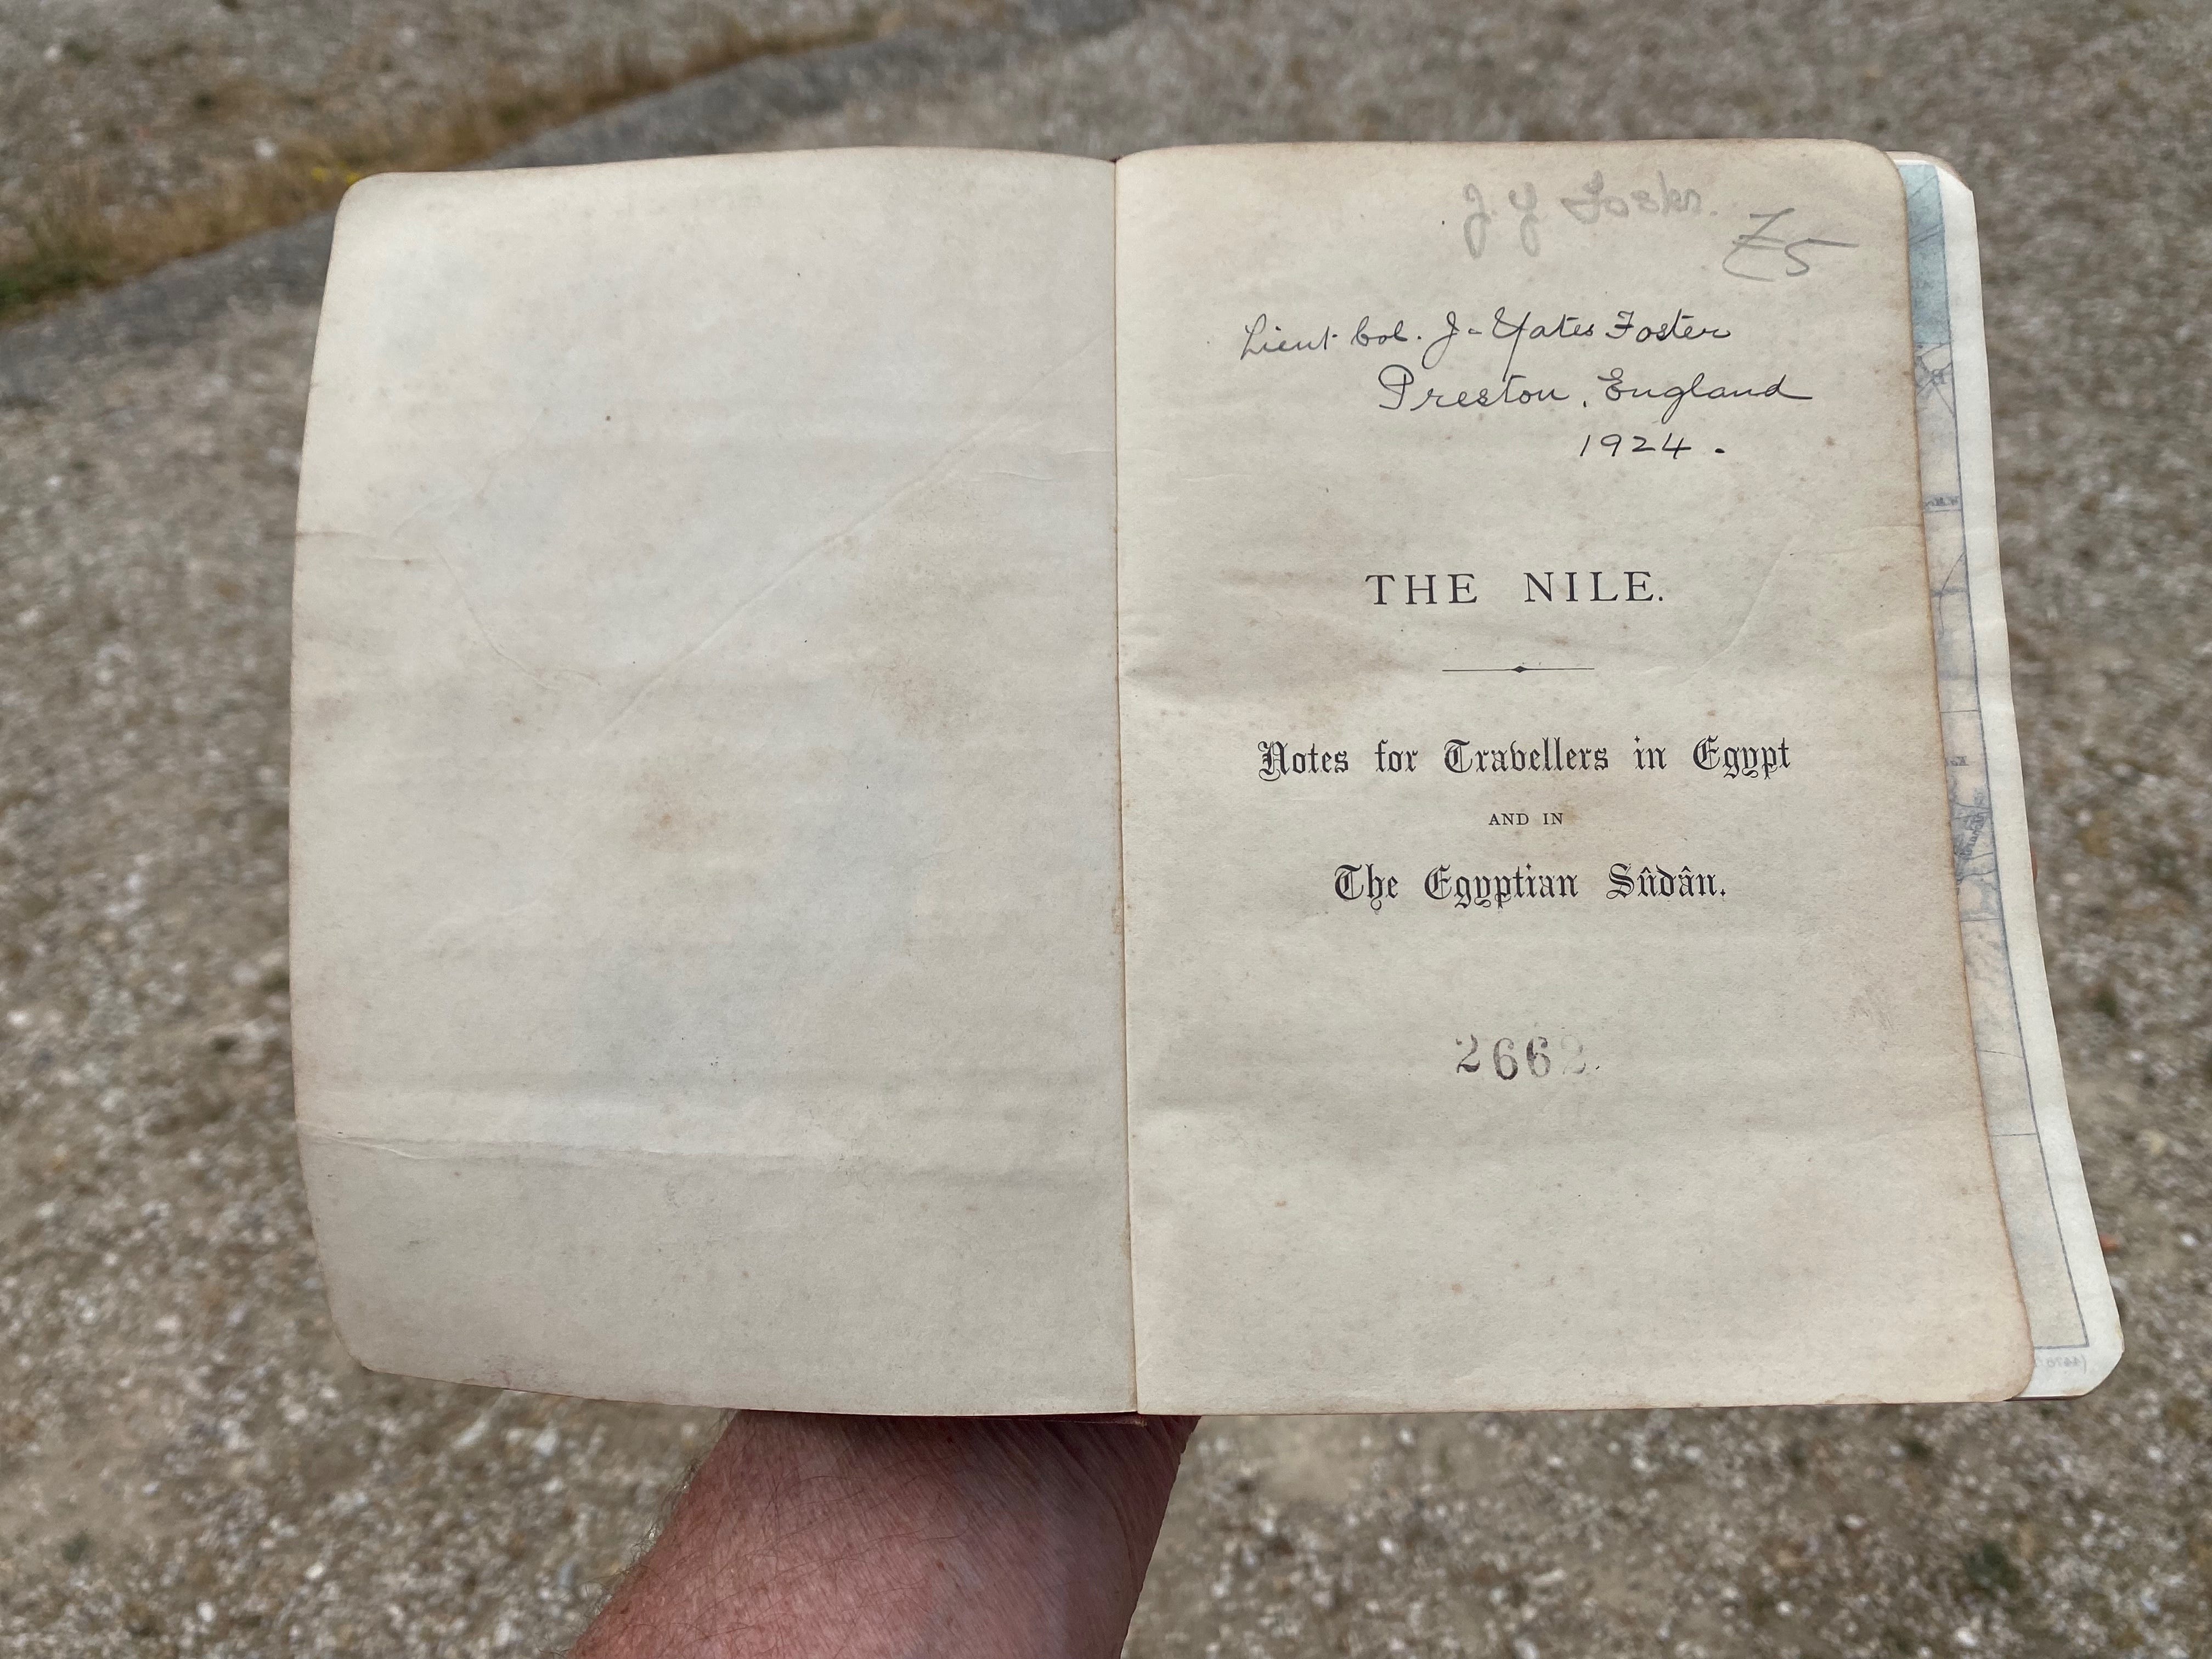 J. Y Foster.
£5
Lieut. Col. J- Yates Foster
Preston, England
1924.
THE NILE.
Notes for Travellers in Egypt
AND IN
The Egyptian Sûdân.
2662.